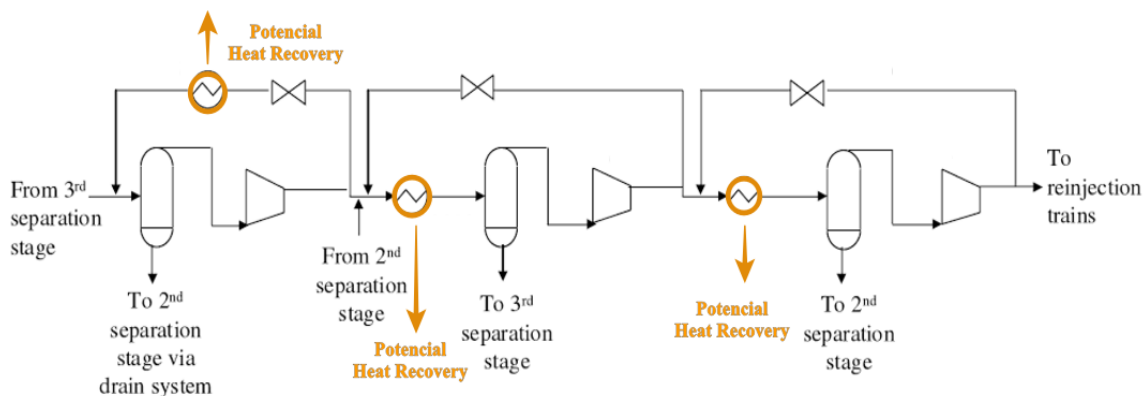 Potencial
Heat Recovery
From 3rd
separation
stage
To 2nd
separation
stage via
drain system
From 2nd
separation
stage
Potencial
Heat Recovery
To 3rd
separation
stage
Potencial
Heat Recovery
To 2nd
separation
stage
To
reinjection
trains